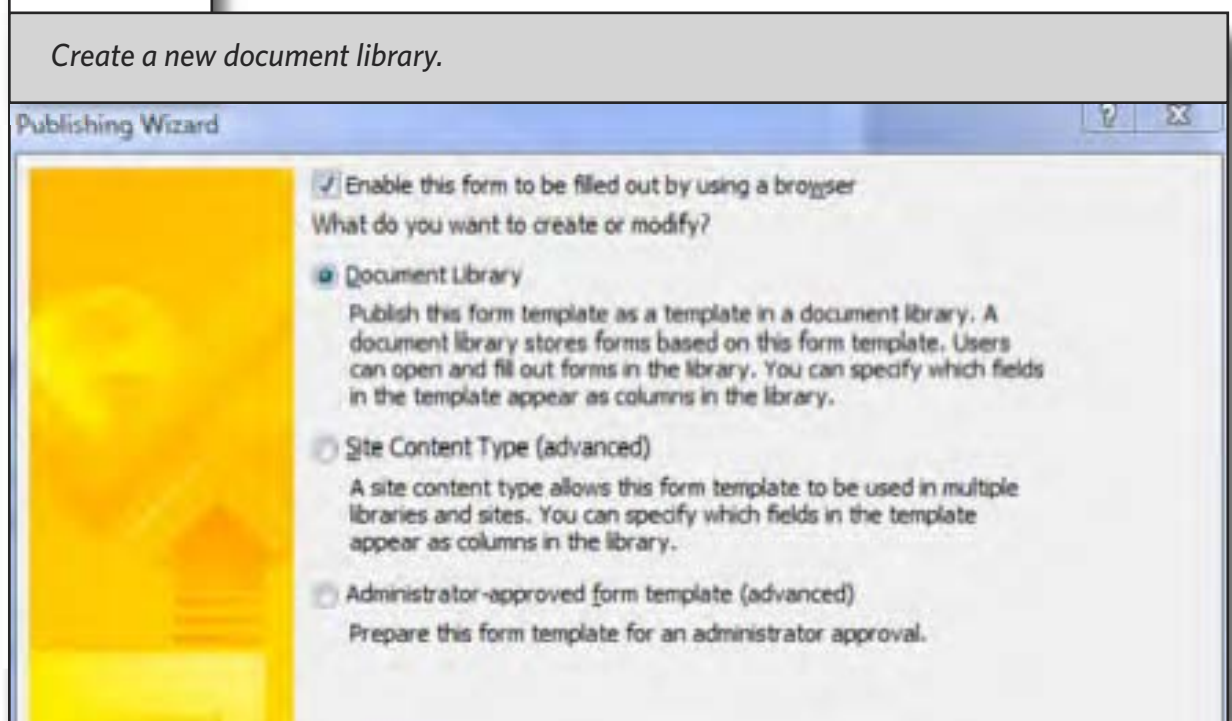 Create a new document library.
Publishing Wizard
Enable this form to be filled out by using a browser
What do you want to create or modify?
Document Library
Publish this form template as a template in a document library. A
document library stores forms based on this form template. Users
can open and fill out forms in the library. You can specify which fields
in the template appear as columns in the library.
Site Content Type (advanced)
A site content type allows this form template to be used in multiple
libraries and sites. You can specify which fields in the template
appear as columns in the library.
Administrator-approved form template (advanced)
Prepare this form template for an administrator approval.